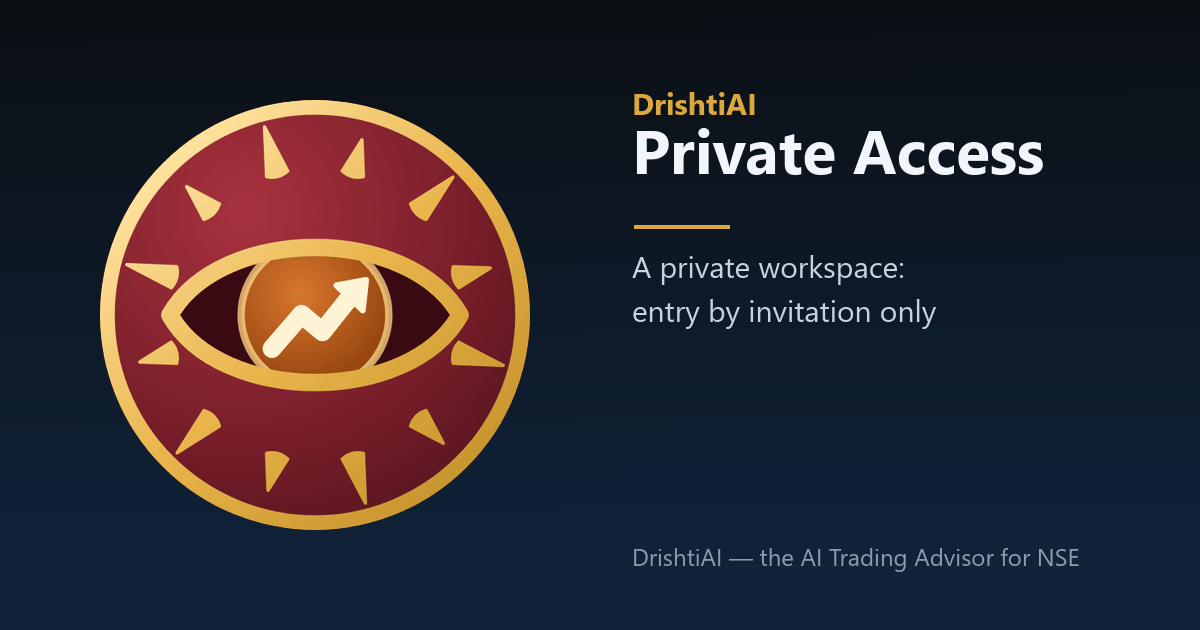 DrishtiAI
Private Access
A private workspace:
entry by invitation only
DrishtiAI — the AI Trading Advisor for NSE